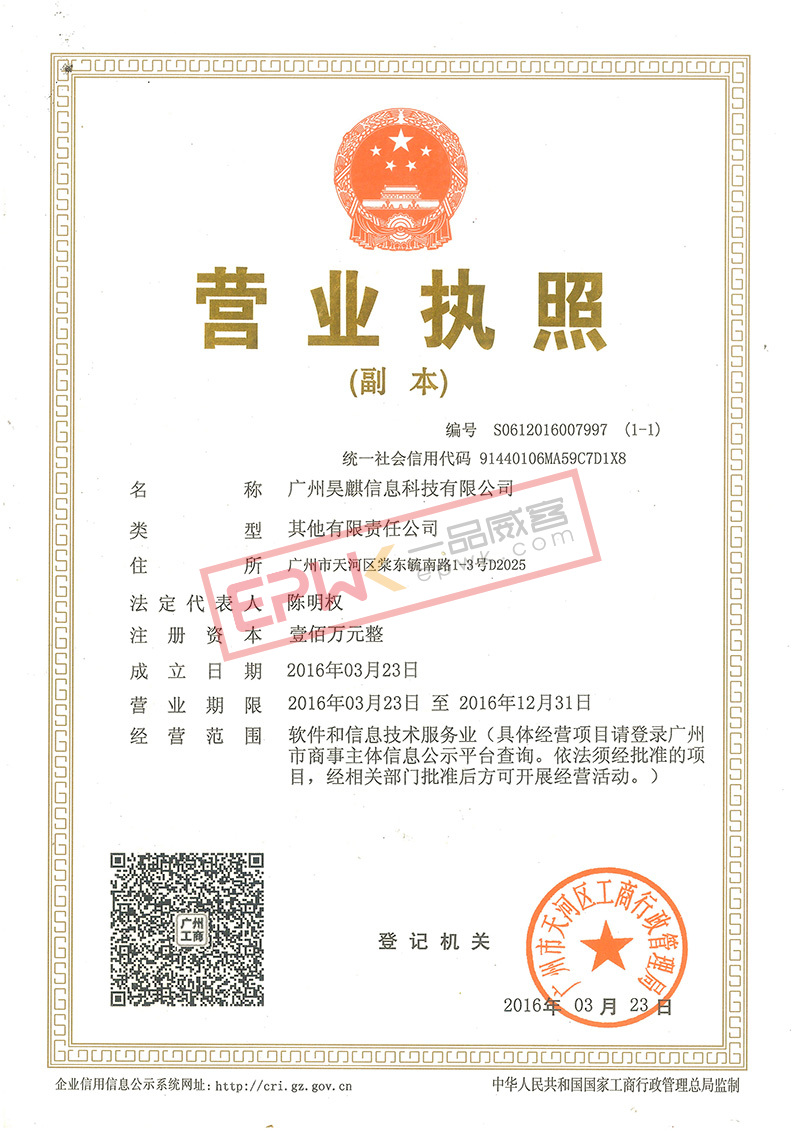 营业执照
(副 本)
编号 S0612016007997 (1-1)
统一社会信用代码 91440106MA59C7D1X8
名称 广州昊麒信息科技有限公司
类型 其他有限责任公司
住所 广州市天河区棠东毓南路1-3号D2025
法定代表人 陈明权
注册资本 壹佰万元整
成立日期 2016年03月23日
营业期限 2016年03月23日 至 2016年12月31日
经营范围 软件和信息技术服务业（具体经营项目请登录广州
市商事主体信息公示平台查询。依法须经批准的项
目，经相关部门批准后方可开展经营活动。）
EPWK 一品威客
epwk.com
广州
工商
登记机关
广州市天河区工商行政管理局
2016年 03 月 23 日
企业信用信息公示系统网址：http://cri.gz.gov.cn
中华人民共和国国家工商行政管理总局监制